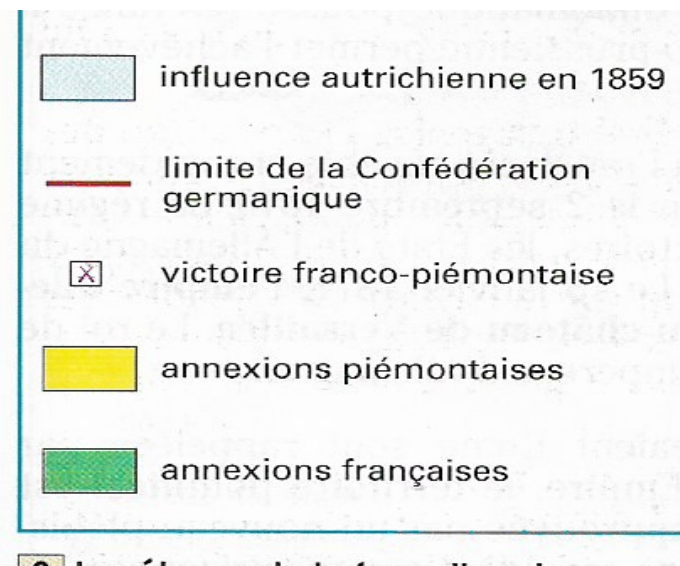 influence autrichienne en 1859
limite de la Confédération
germanique
victoire franco-piémontaise
annexions piémontaises
annexions françaises